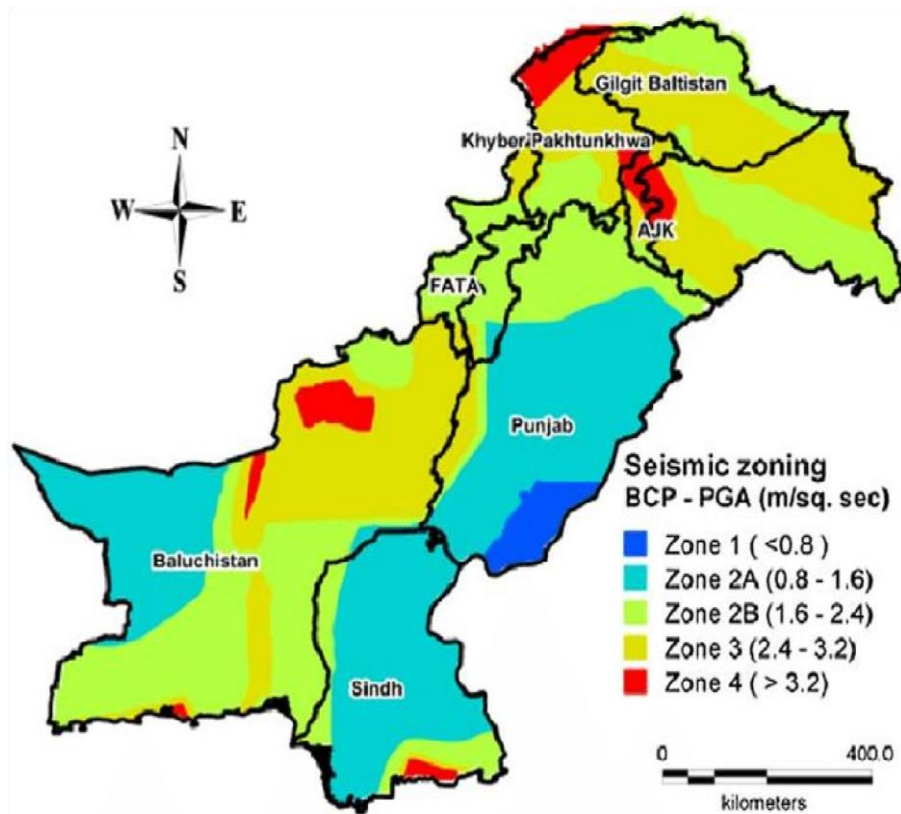 Gilgit Baltistan
Khyber Pakhtunkhwa
N
W E
S
AJK
FATA
Punjab
Seismic zoning
BCP - PGA (m/sq. sec)
Zone 1 ( <0.8 )
Zone 2A (0.8 - 1.6)
Zone 2B (1.6 - 2.4)
Zone 3 (2.4 - 3.2)
Zone 4 ( > 3.2)
Baluchistan
Sindh
0 400.0
kilometers